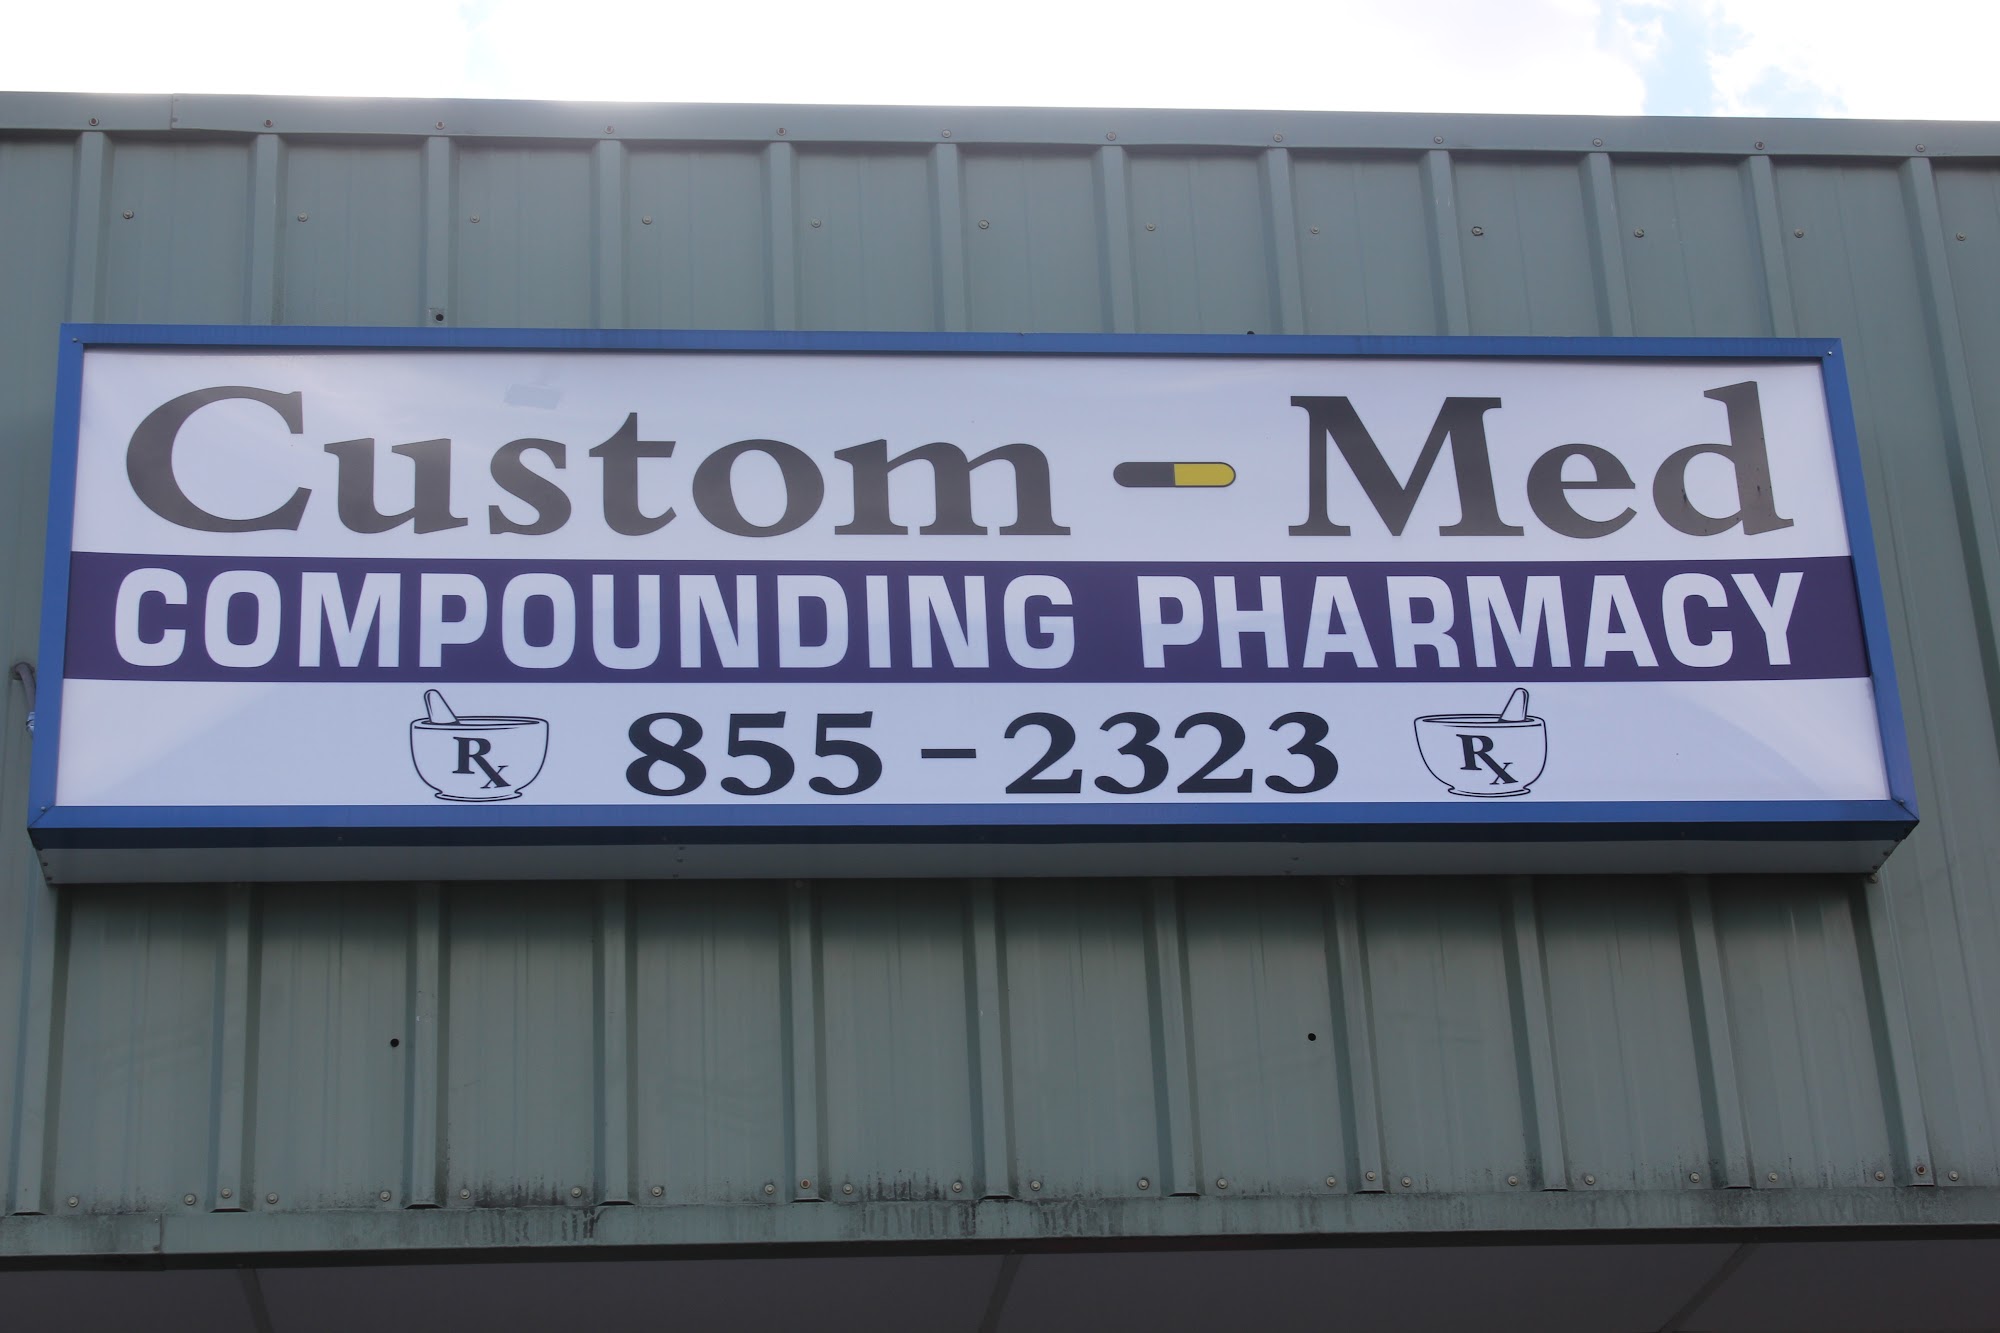 Custom - Med
COMPOUNDING PHARMACY
Rx 855-2323 Rx